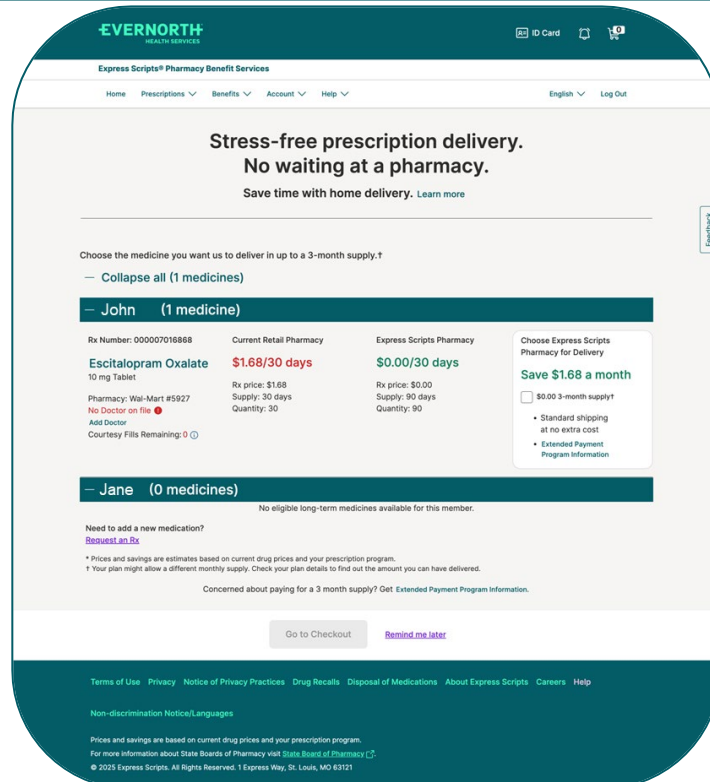 EVERNORTH
HEALTH SERVICES
ID Card
0
Express Scripts® Pharmacy Benefit Services
Home Prescriptions Benefits Account Help English Log Out
Stress-free prescription delivery.
No waiting at a pharmacy.
Save time with home delivery. Learn more
Feedback
Choose the medicine you want us to deliver in up to a 3-month supply.†
— Collapse all (1 medicines)
— John (1 medicine)
Rx Number: 000007016868
Escitalopram Oxalate
10 mg Tablet
Pharmacy: Wal-Mart #5927
No Doctor on file
Add Doctor
Courtesy Fills Remaining: 0
Current Retail Pharmacy
$1.68/30 days
Rx price: $1.68
Supply: 30 days
Quantity: 30
Express Scripts Pharmacy
$0.00/30 days
Rx price: $0.00
Supply: 90 days
Quantity: 90
Choose Express Scripts
Pharmacy for Delivery
Save $1.68 a month
$0.00 3-month supply†
• Standard shipping
at no extra cost
• Extended Payment
Program Information
— Jane (0 medicines)
No eligible long-term medicines available for this member.
Need to add a new medication?
Request an Rx
* Prices and savings are estimates based on current drug prices and your prescription program.
† Your plan might allow a different monthly supply. Check your plan details to find out the amount you can have delivered.
Concerned about paying for a 3 month supply? Get Extended Payment Program Information.
Go to Checkout Remind me later
Terms of Use Privacy Notice of Privacy Practices Drug Recalls Disposal of Medications About Express Scripts Careers Help
Non-discrimination Notice/Languages
Prices and savings are based on current drug prices and your prescription program.
For more information about State Boards of Pharmacy visit State Board of Pharmacy.
© 2025 Express Scripts. All Rights Reserved. 1 Express Way, St. Louis, MO 63121